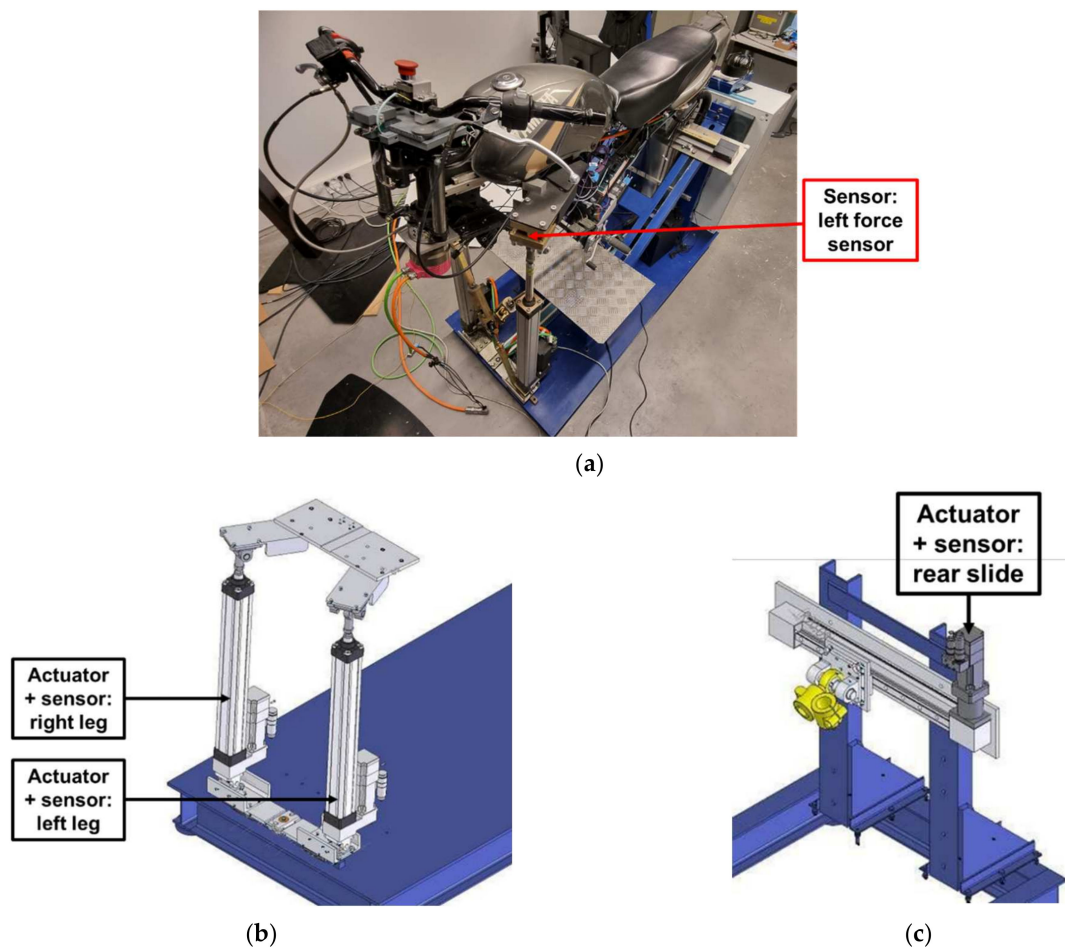 Sensor:
left force
sensor
(a)
Actuator
+ sensor:
rear slide
Actuator
+ sensor:
right leg
Actuator
+ sensor:
left leg
(b)
(c)